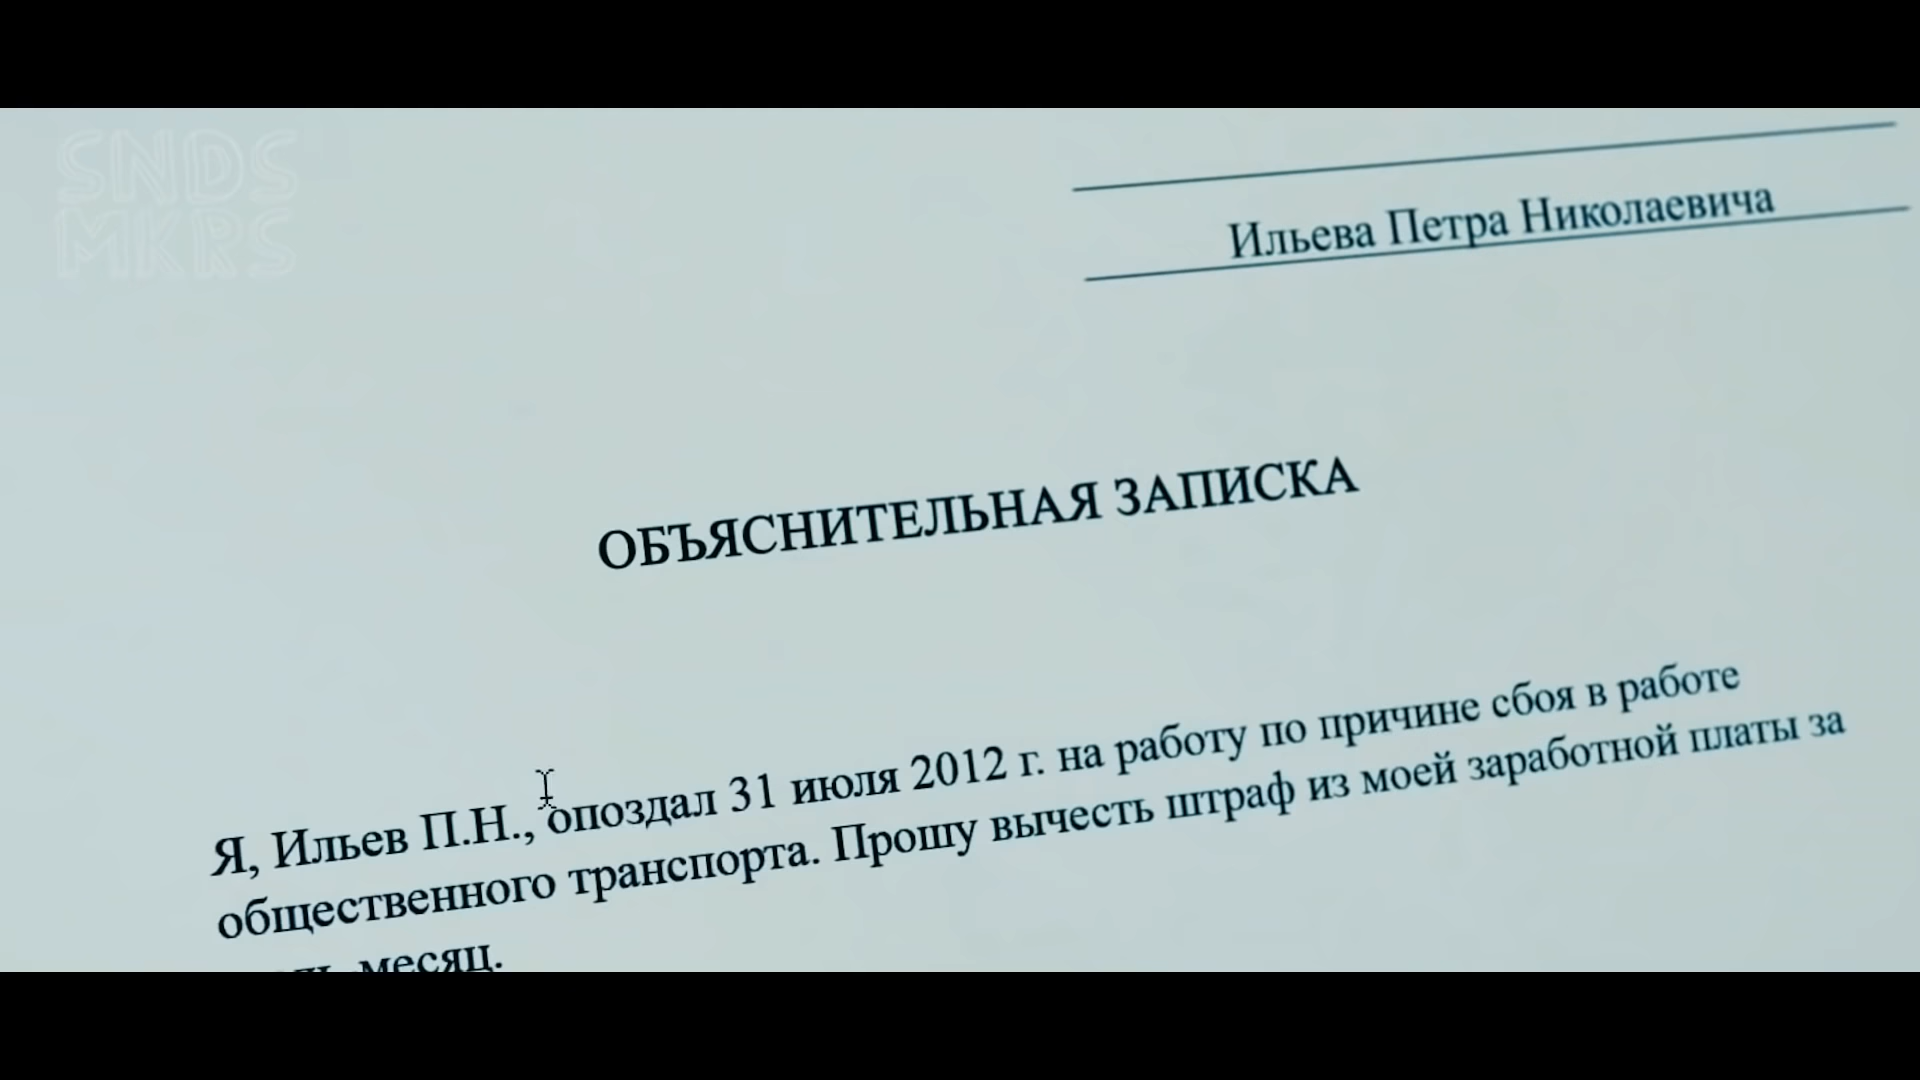 SNDS
MKRS
Ильева Петра Николаевича
ОБЪЯСНИТЕЛЬНАЯ ЗАПИСКА
Я, Ильев П.Н., опоздал 31 июля 2012 г. на работу по причине сбоя в работе
общественного транспорта. Прошу вычесть штраф из моей заработной платы за
месяц.